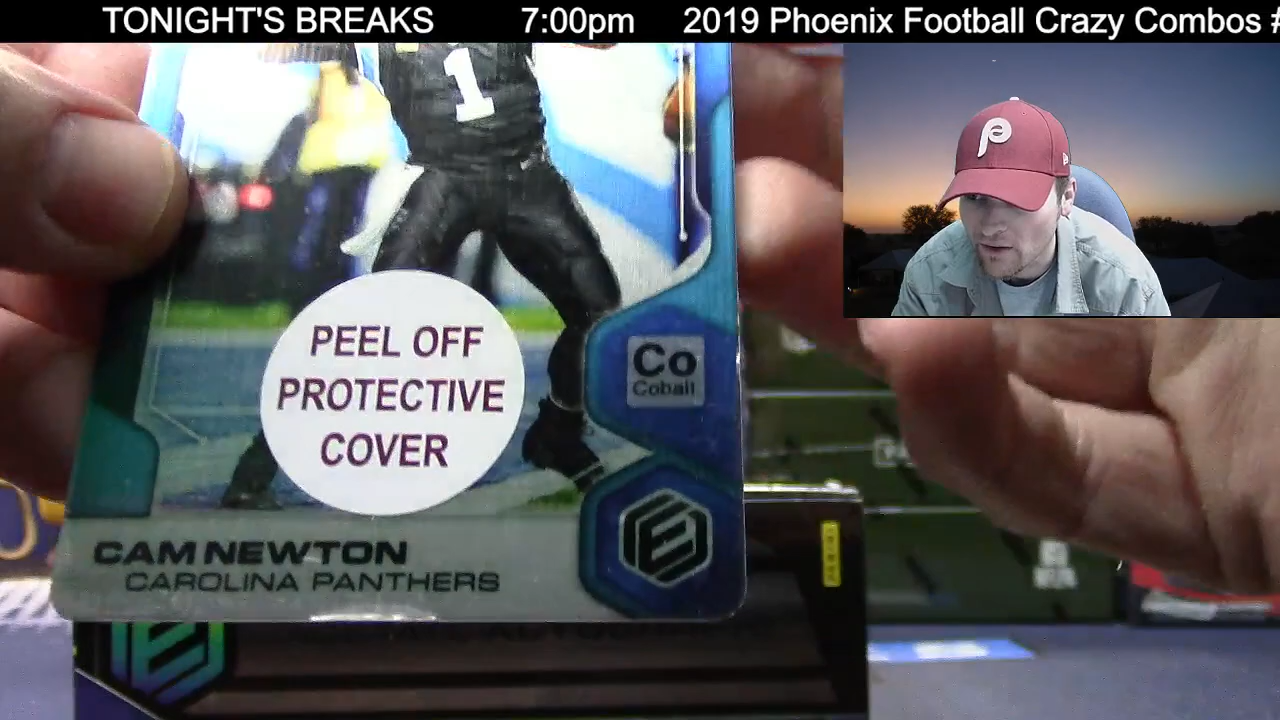 TONIGHT'S BREAKS 7:00pm 2019 Phoenix Football Crazy Combos #
P
1
PEEL OFF
PROTECTIVE
COVER
Co
Cobalt
CAM NEWTON
CAROLINA PANTHERS